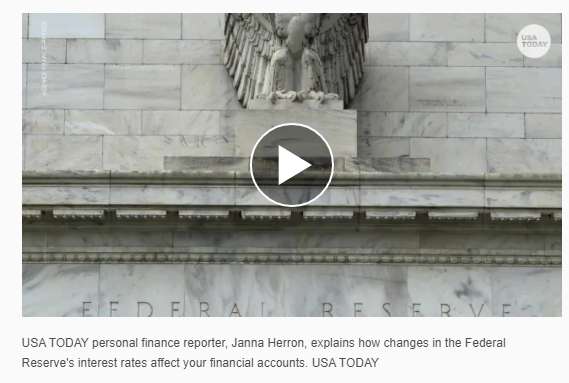 USA
TODAY
FEDERAL RESERVE
USA TODAY personal finance reporter, Janna Herron, explains how changes in the Federal
Reserve's interest rates affect your financial accounts. USA TODAY